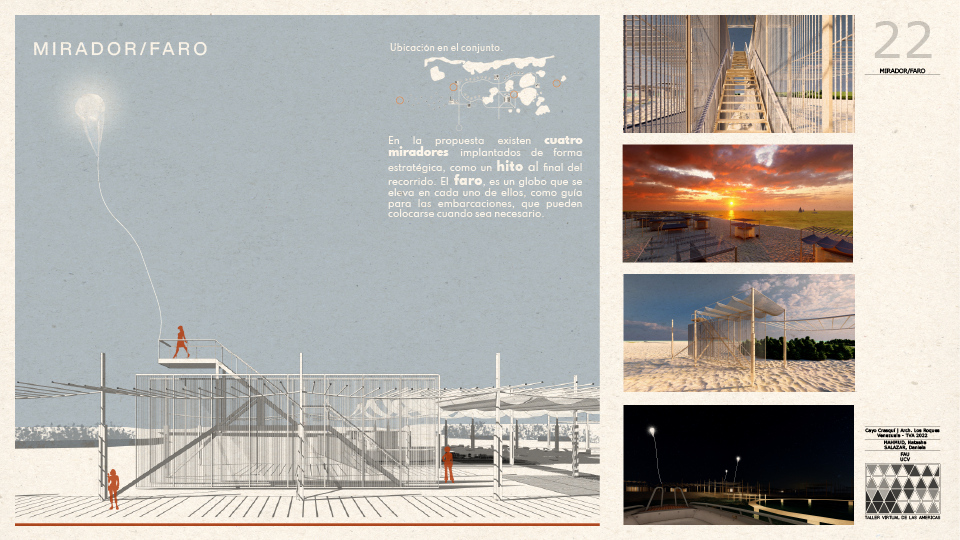 MIRADOR/FARO
Ubicación en el conjunto.
En la propuesta existen cuatro
miradores implantados de forma
estratégica, como un hito al final del
recorrido. El faro, es un globo que se
eleva en cada uno de ellos, como guía
para las embarcaciones, que pueden
colocarse cuando sea necesario.
22
MIRADOR/FARO
Cayo Crasquí | Arch. Los Roques
Venezuela - TVA 2022
MAHMUD, Natasha
SALAZAR, Daniela
FAU
UCV
TALLER VIRTUAL DE LAS AMÉRICAS